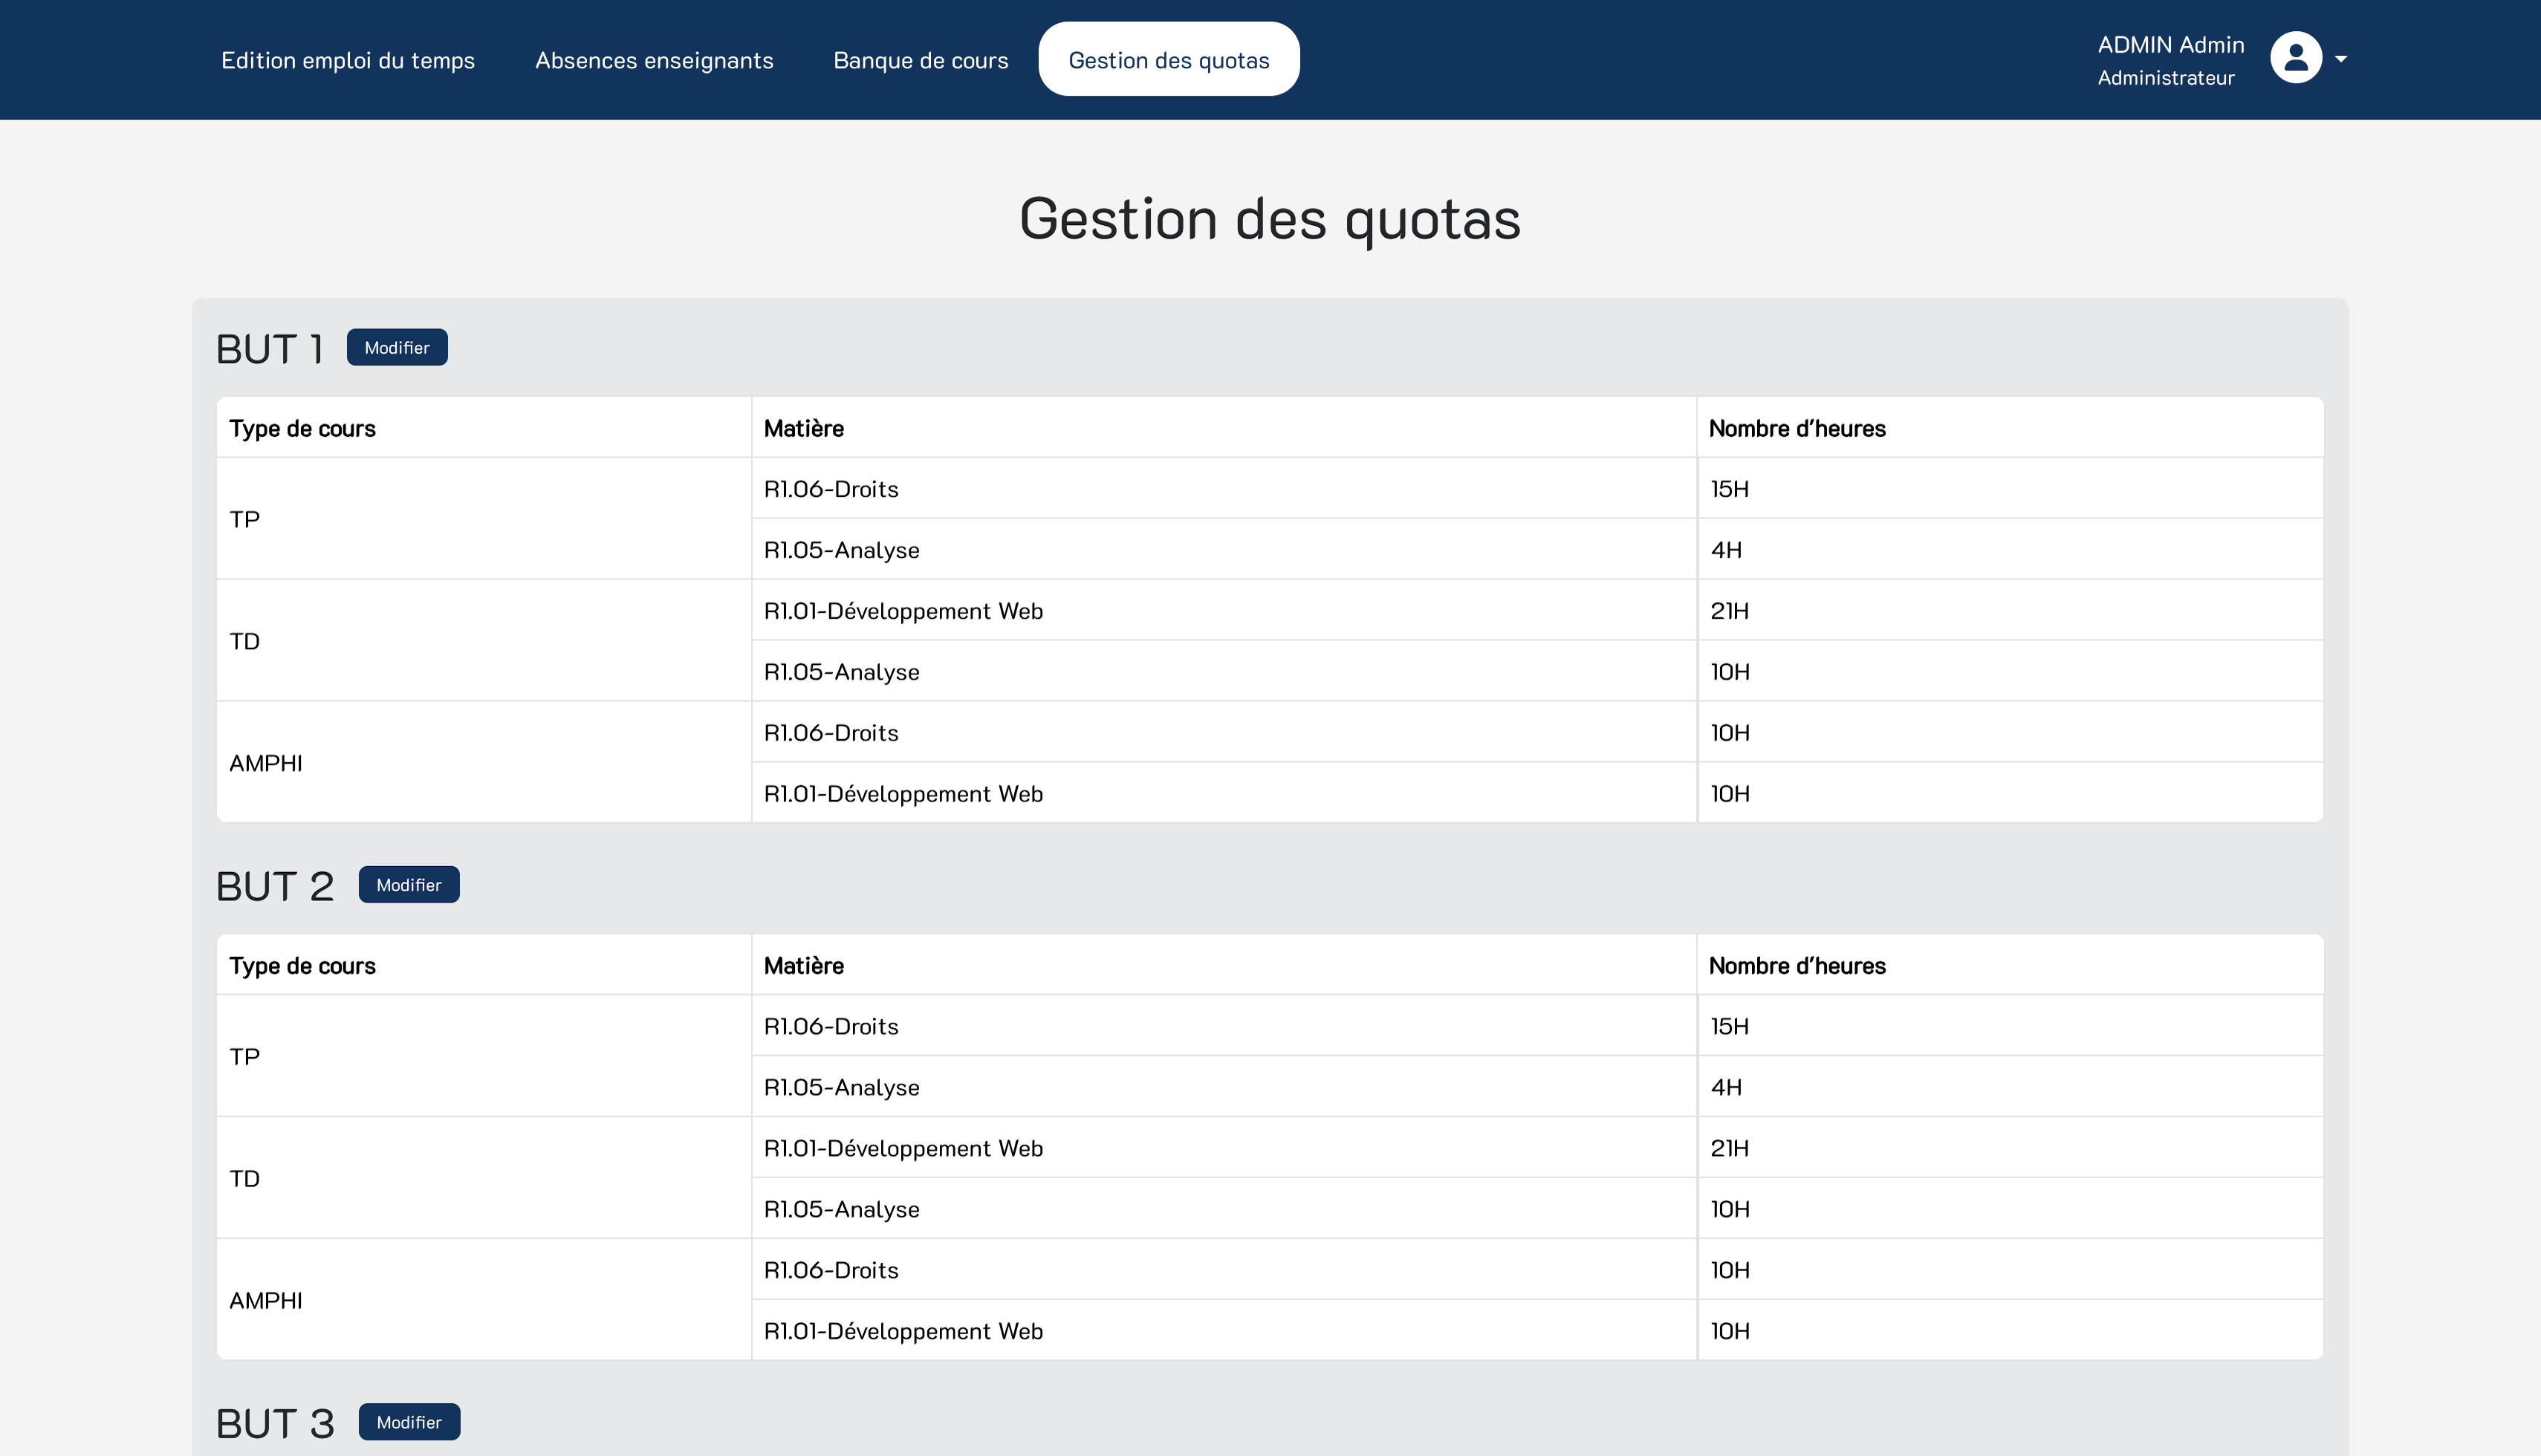 Edition emploi du temps
Absences enseignants
Banque de cours
Gestion des quotas
ADMIN Admin
Administrateur
Gestion des quotas
BUT 1
Modifier
Type de cours Matière Nombre d'heures
TP
R1.06-Droits 15H
R1.05-Analyse 4H
TD
R1.01-Développement Web 21H
R1.05-Analyse 10H
AMPHI
R1.06-Droits 10H
R1.01-Développement Web 10H
BUT 2
Modifier
Type de cours Matière Nombre d'heures
TP
R1.06-Droits 15H
R1.05-Analyse 4H
TD
R1.01-Développement Web 21H
R1.05-Analyse 10H
AMPHI
R1.06-Droits 10H
R1.01-Développement Web 10H
BUT 3
Modifier